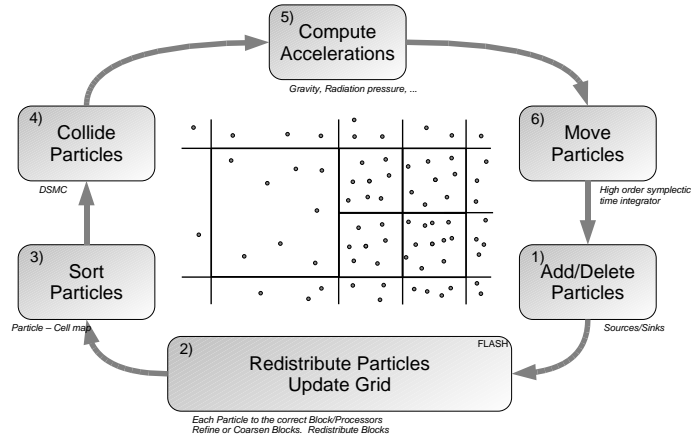 5)
Compute
Accelerations
Gravity, Radiation pressure, ...
4)
Collide
Particles
DSMC
6)
Move
Particles
High order symplectic
time integrator
3)
Sort
Particles
Particle – Cell map
1)
Add/Delete
Particles
Sources/Sinks
2)
FLASH
Redistribute Particles
Update Grid
Each Particle to the correct Block/Processors
Refine or Coarsen Blocks. Redistribute Blocks